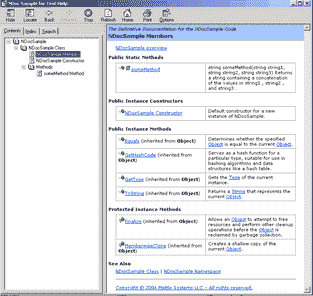 NDocSample for Test Help
Hide Locate Back Stop Refresh Home Print Options
Contents Index Search
NDocSample
NDocSample Class
NDocSample Members
NDocSample Constructor
Methods
someMethod Method
The Definitive Documentation for the NDocSample Code
NDocSample Members
NDocSample overview
Public Static Methods
someMethod
string someMethod(string string1,
string string2, string string3) Returns
a string containing a concatenation
of the values in string1, string2 ,
and string3 .
Public Instance Constructors
NDocSample Constructor
Default constructor for a
new instance of NDocSample.
Public Instance Methods
Equals (inherited from Object)
Determines whether the specified
Object is equal to the current Object.
GetHashCode (inherited from
Object)
Serves as a hash function for a
particular type, suitable for use in
hashing algorithms and data
structures like a hash table.
GetType (inherited from Object)
Gets the Type of the current
instance.
ToString (inherited from Object)
Returns a String that represents the
current Object.
Protected Instance Methods
Finalize (inherited from Object)
Allows an Object to attempt to free
resources and perform other cleanup
operations before the Object is
reclaimed by garbage collection.
MemberwiseClone (inherited from
Object)
Creates a shallow copy of the
current Object.
See Also
NDocSample Class | NDocSample Namespace
Copyright © 2004 Mattle Systems LLC - All rights reserved.